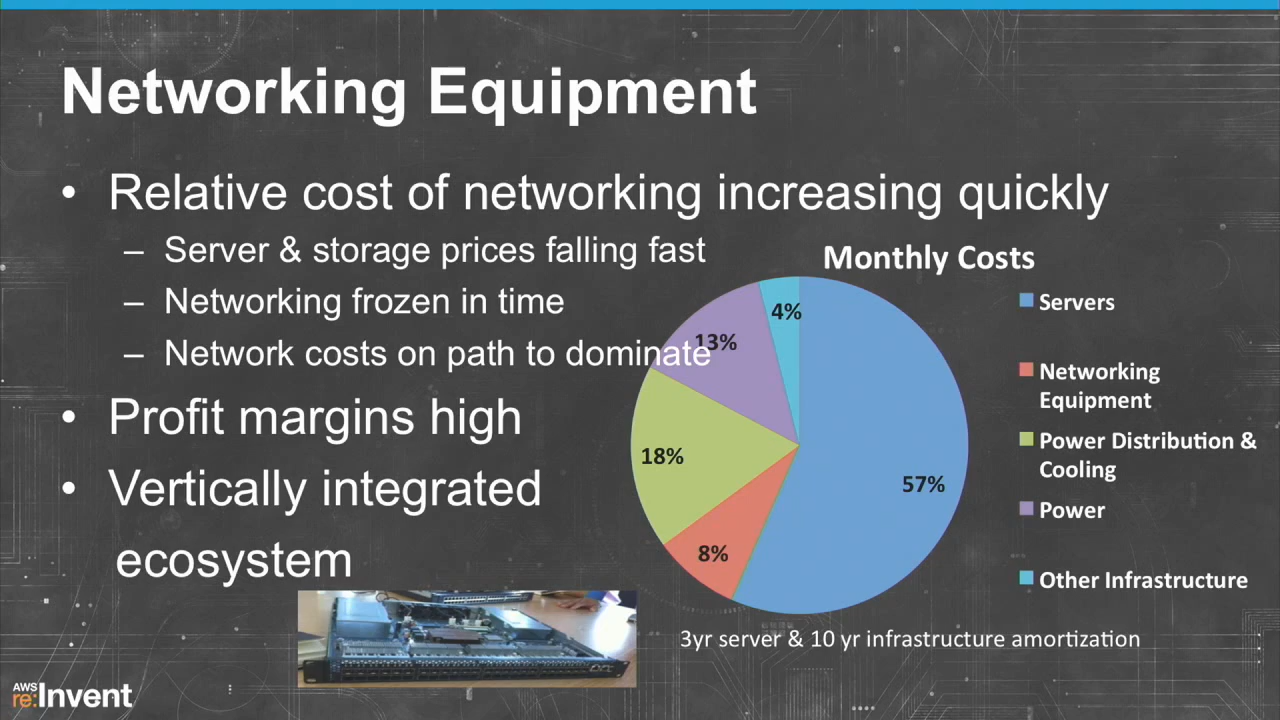 Networking Equipment
• Relative cost of networking increasing quickly
– Server & storage prices falling fast
– Networking frozen in time
– Network costs on path to dominate
• Profit margins high
• Vertically integrated
ecosystem
Monthly Costs
4%
13%
18%
57%
8%
Servers
Networking
Equipment
Power Distribution &
Cooling
Power
Other Infrastructure
3yr server & 10 yr infrastructure amortization
AWS
re:Invent